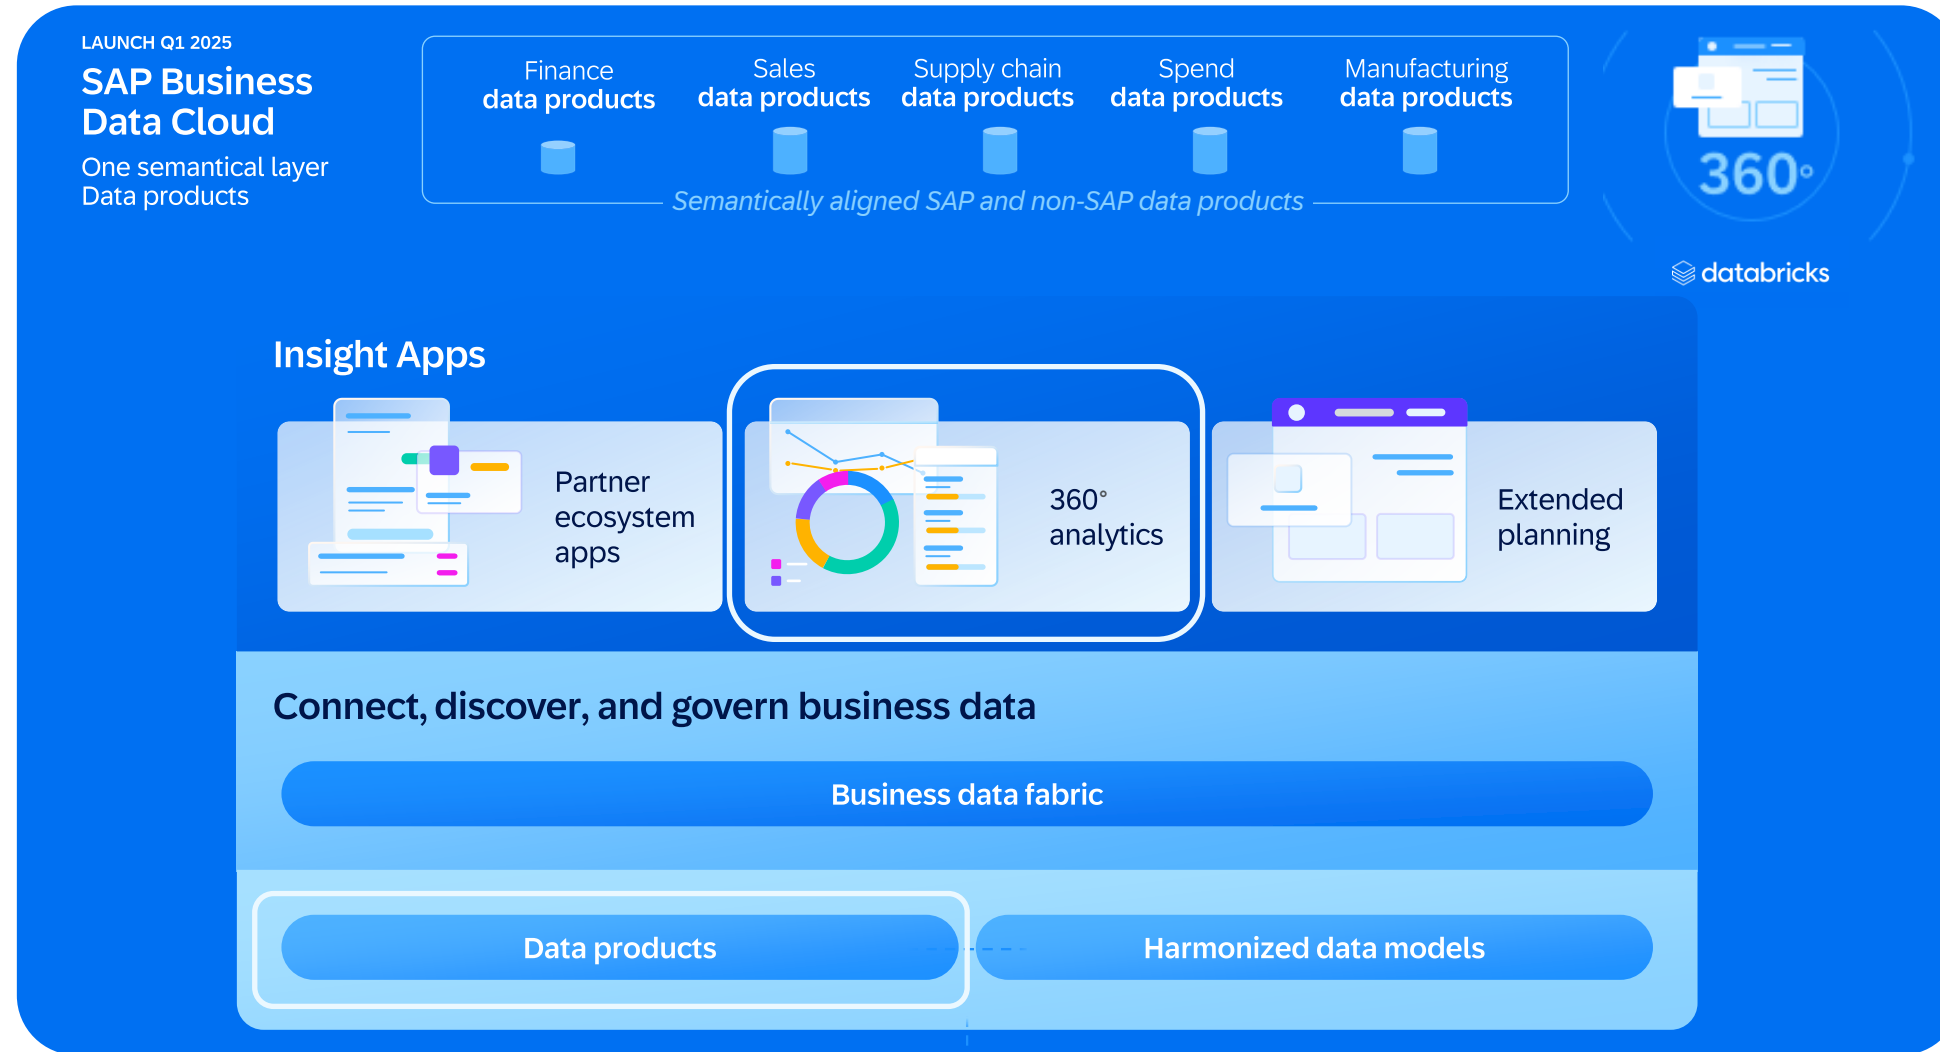 LAUNCH Q1 2025
SAP Business
Data Cloud
One semantical layer
Data products
Finance
data products
Sales
data products
Supply chain
data products
Spend
data products
Manufacturing
data products
Semantically aligned SAP and non-SAP data products
360°
databricks
Insight Apps
Partner
ecosystem
apps
360°
analytics
Extended
planning
Connect, discover, and govern business data
Business data fabric
Data products
Harmonized data models